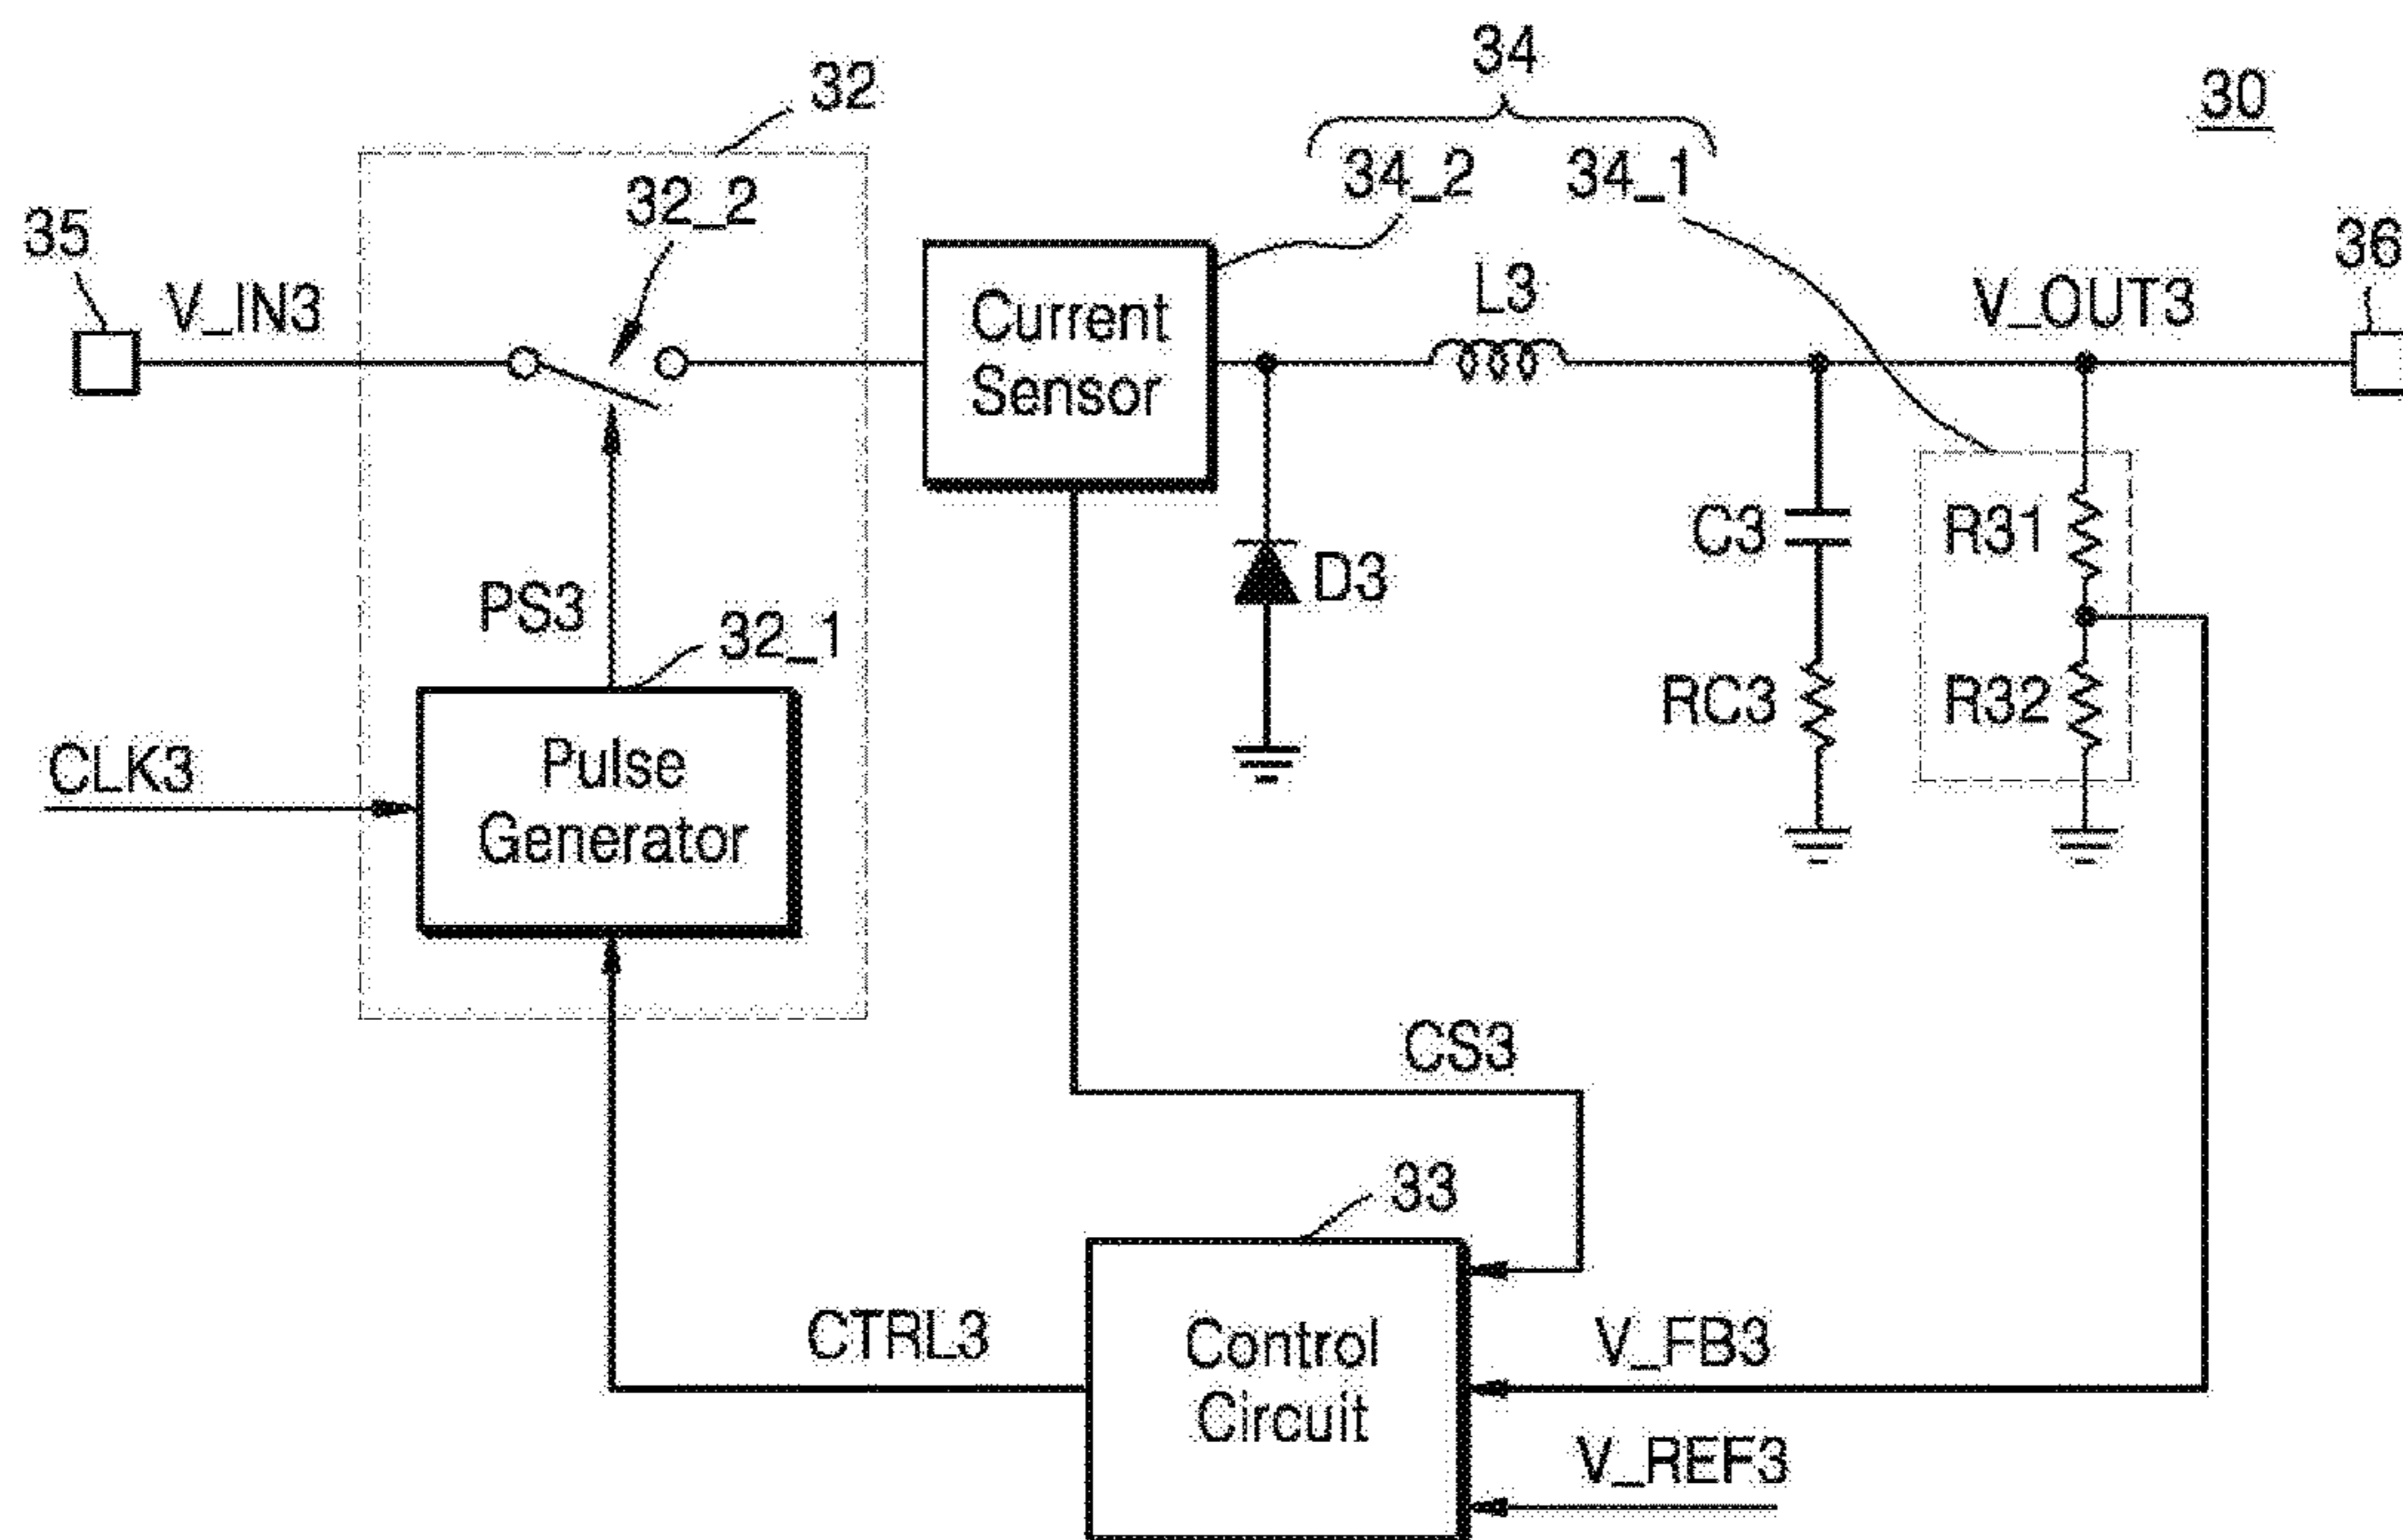 34
32
30
34_2
34_1
32_2
35
36
V_IN3
L3
V_OUT3
Current
Sensor
C3
R31
D3
PS3
32_1
RC3
R32
CLK3
Pulse
Generator
CS3
33
CTRL3
Control
Circuit
V_FB3
V_REF3